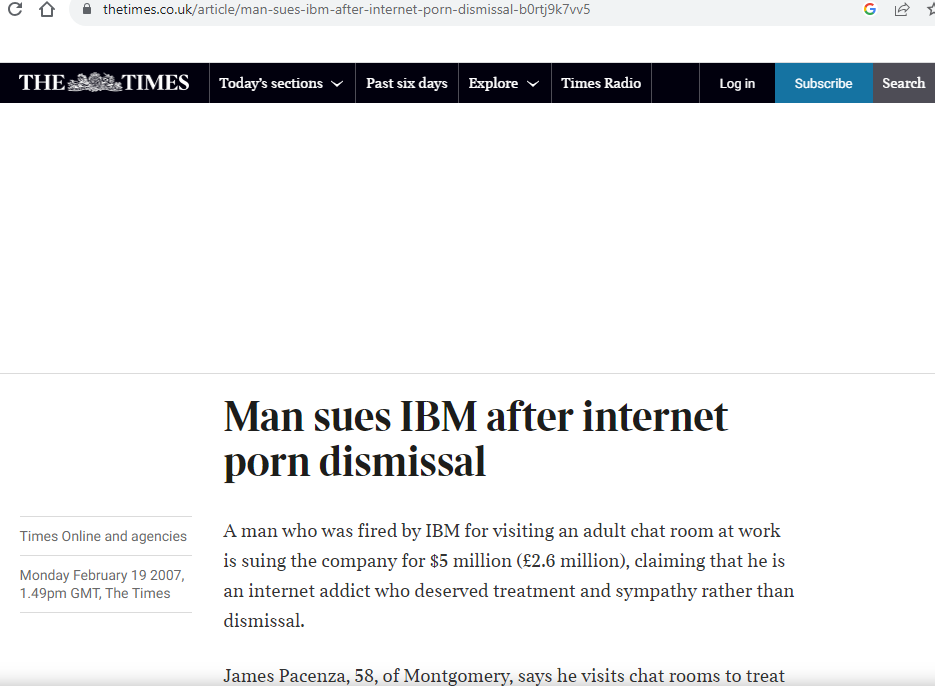 thetimes.co.uk/article/man-sues-ibm-after-internet-porn-dismissal-b0rtj9k7vv5
THE TIMES Today's sections Past six days Explore Times Radio Log in Subscribe Search
Man sues IBM after internet
porn dismissal
Times Online and agencies
Monday February 19 2007,
1.49pm GMT, The Times
A man who was fired by IBM for visiting an adult chat room at work
is suing the company for $5 million (£2.6 million), claiming that he is
an internet addict who deserved treatment and sympathy rather than
dismissal.
James Pacenza, 58, of Montgomery, says he visits chat rooms to treat